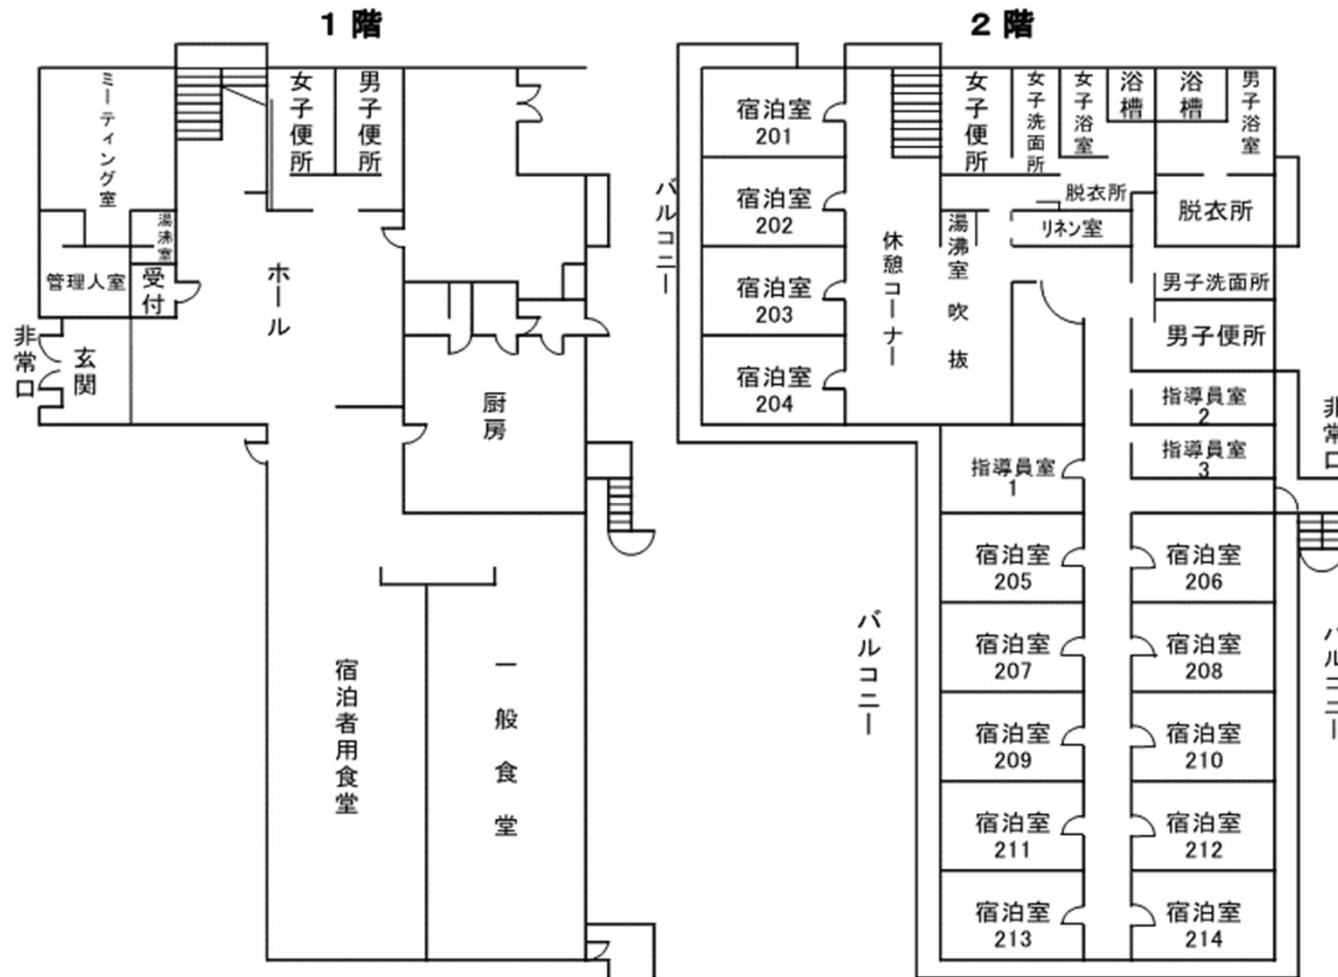 1 階
ミーティング室
女子便所
男子便所
湯沸室
管理人室
受付
ホール
非常口
玄関
厨房
宿泊者用食堂
一般食堂
2 階
宿泊室
201
女子便所
女子洗面所
女子浴室
浴槽
浴槽
男子浴室
バルコニー
宿泊室
202
脱衣所
脱衣所
休憩コーナー
湯沸室
リネン室
吹抜
宿泊室
203
男子洗面所
男子便所
宿泊室
204
指導員室
2
非常口
指導員室
1
指導員室
3
宿泊室
205
宿泊室
206
バルコニー
宿泊室
207
宿泊室
208
バルコニー
宿泊室
209
宿泊室
210
宿泊室
211
宿泊室
212
宿泊室
213
宿泊室
214